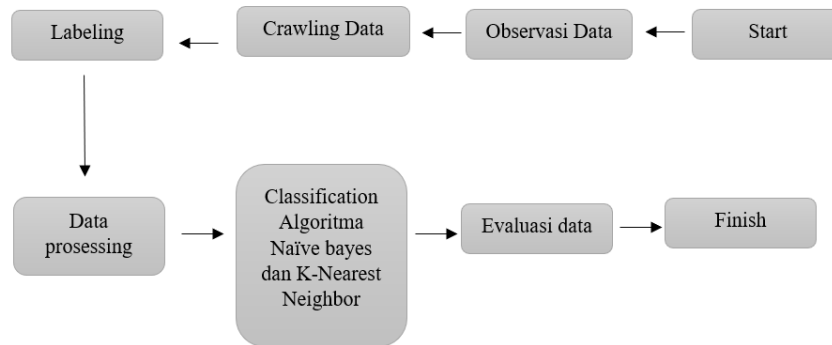 Labeling
Crawling Data
Observasi Data
Start
Data
prosessing
Classification
Algoritma
Naïve bayes
dan K-Nearest
Neighbor
Evaluasi data
Finish